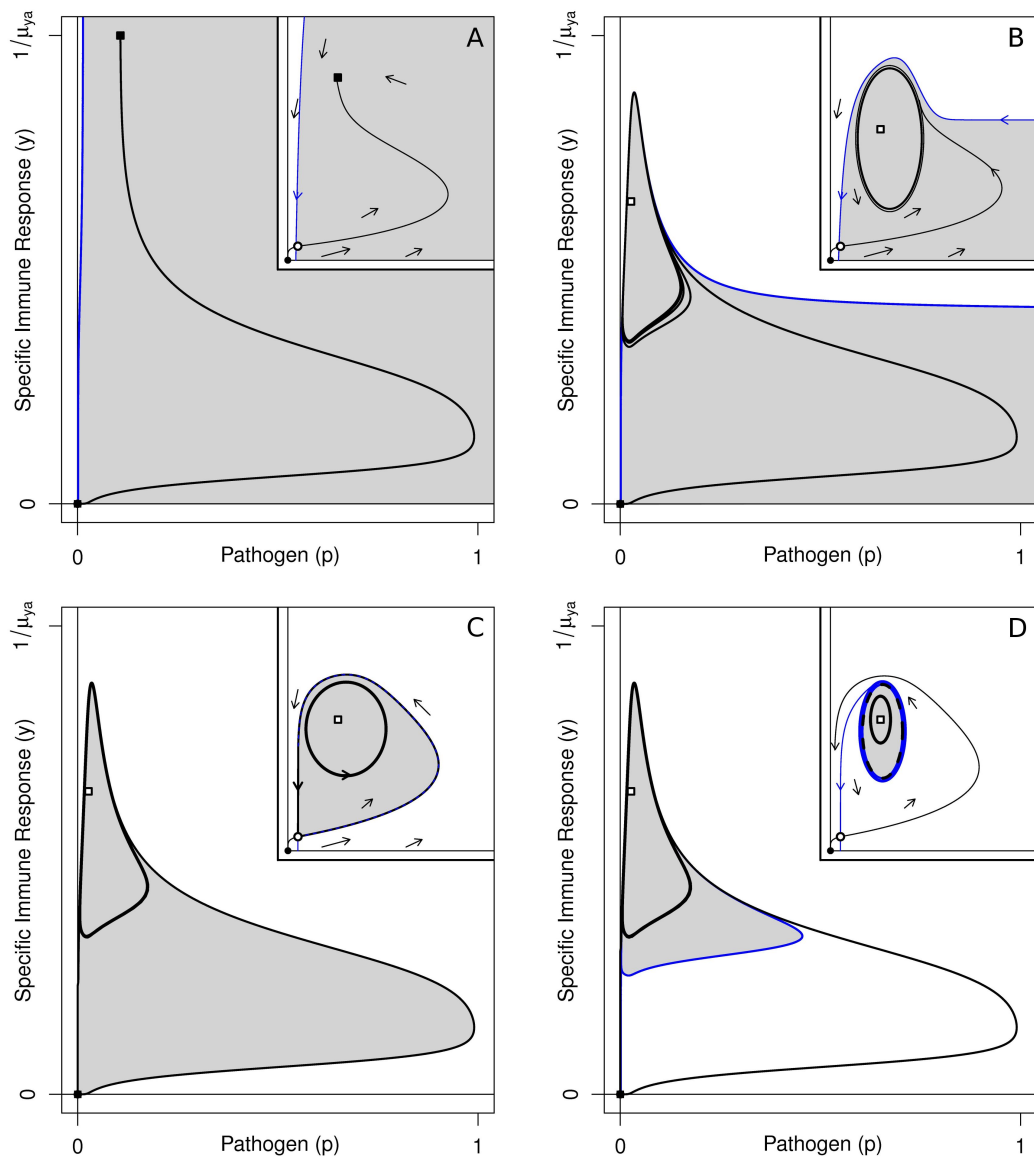 A
1/μya
Specific Immune Response (y)
0
0
Pathogen (p)
1
B
1/μya
Specific Immune Response (y)
0
0
Pathogen (p)
1
C
1/μya
Specific Immune Response (y)
0
0
Pathogen (p)
1
D
1/μya
Specific Immune Response (y)
0
0
Pathogen (p)
1